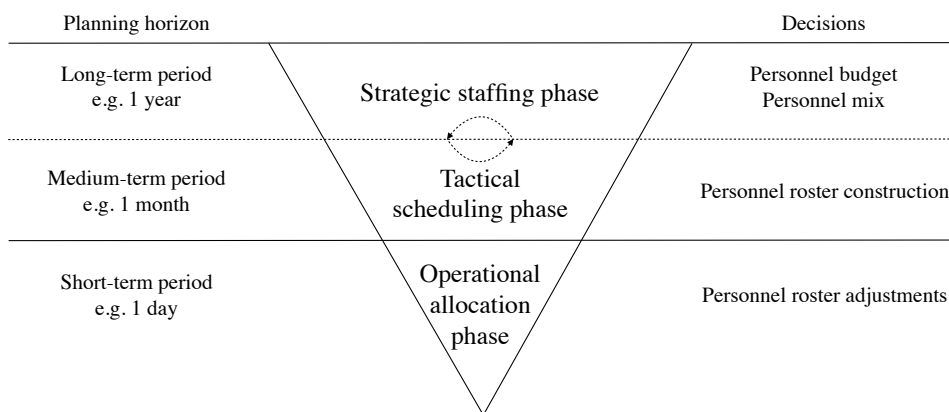 Planning horizon
Decisions
Long-term period
e.g. 1 year
Strategic staffing phase
Personnel budget
Personnel mix
Medium-term period
e.g. 1 month
Tactical
scheduling phase
Personnel roster construction
Short-term period
e.g. 1 day
Operational
allocation
phase
Personnel roster adjustments